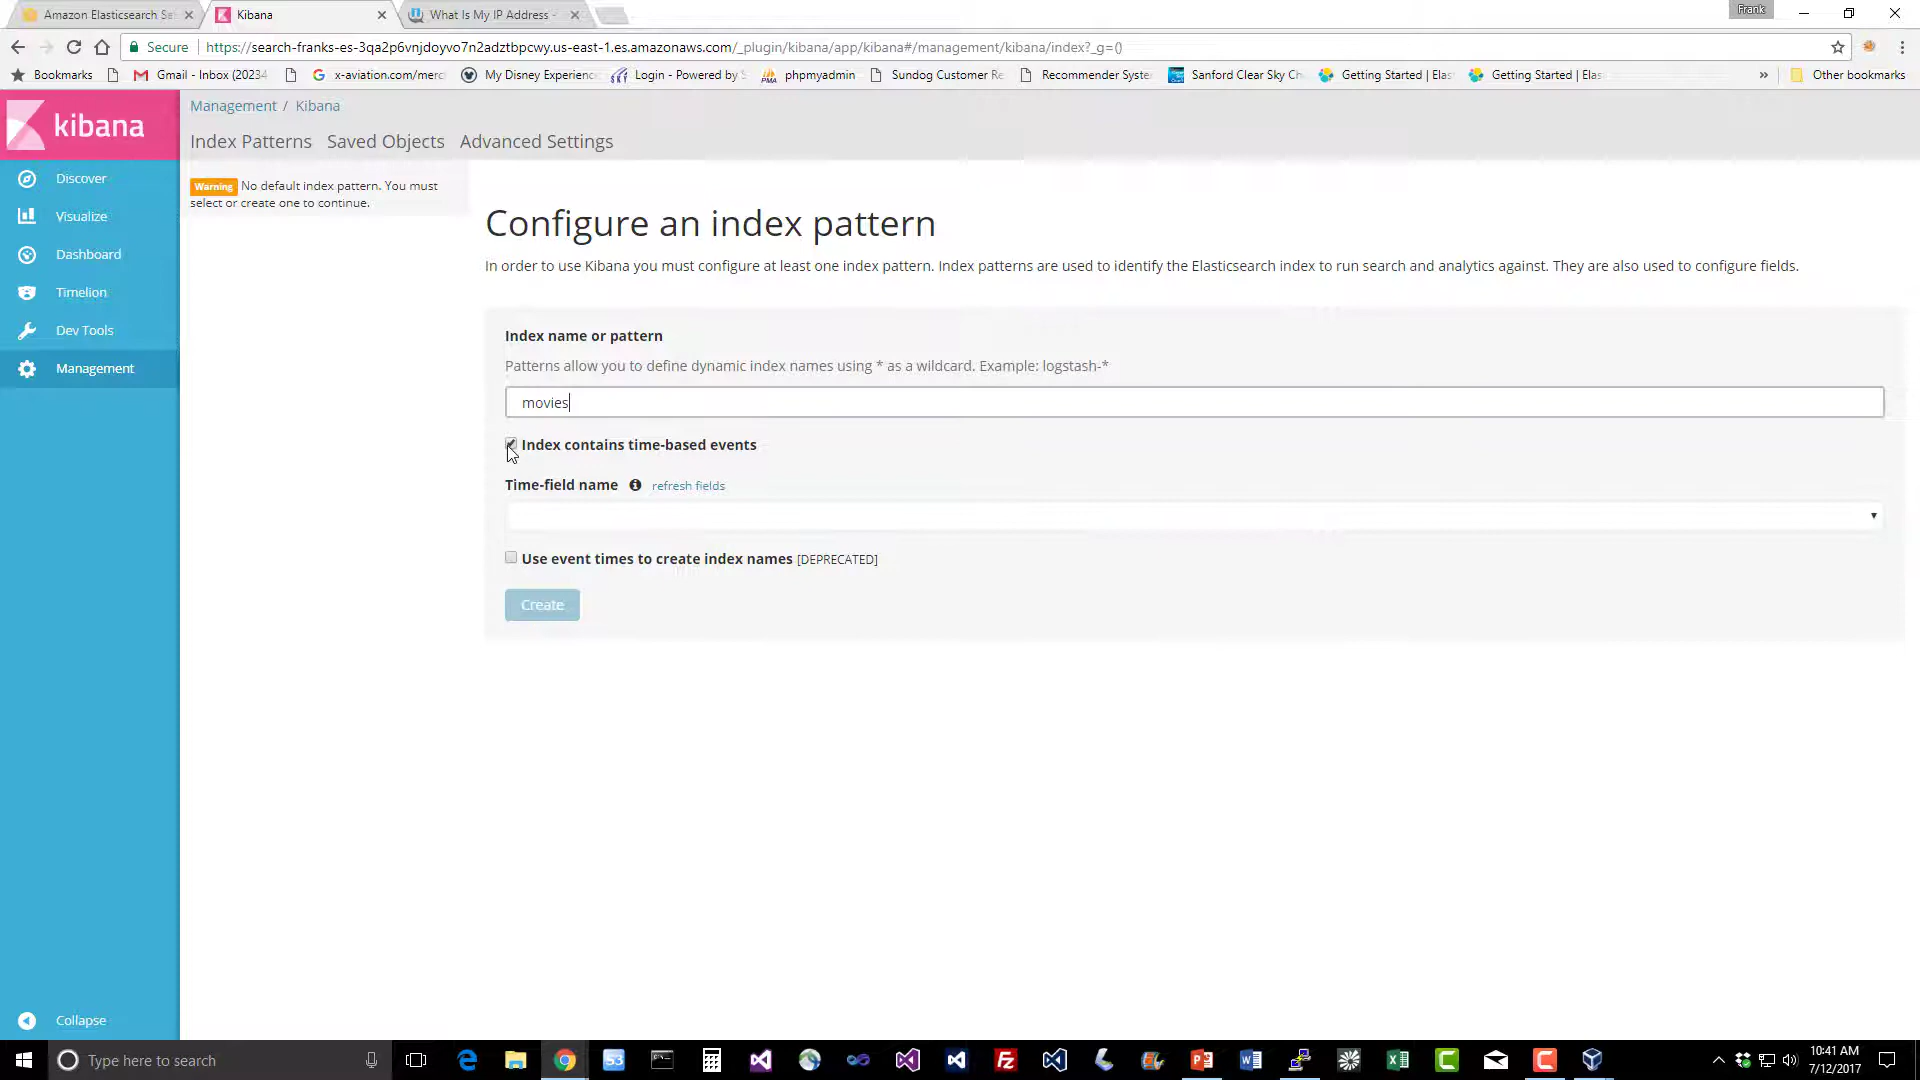 Amazon Elasticsearch Se
Kibana
What Is My IP Address -
Frank
Secure
https://search-franks-es-3qa2p6vnjdoyvo7n2adztbpcwy.us-east-1.es.amazonaws.com/_plugin/kibana/app/kibana#/management/kibana/index?_g=()
Bookmarks
Gmail - Inbox (20234
x-aviation.com/merc
My Disney Experienc
Login - Powered by S
PMA
phpmyadmin
Sundog Customer Re
Recommender Syste
Sanford Clear Sky Ch
Getting Started | Elas
Getting Started | Elas
»
Other bookmarks
kibana
Discover
Visualize
Dashboard
Timelion
Dev Tools
Management
Collapse
Management / Kibana
Index Patterns
Saved Objects
Advanced Settings
Warning No default index pattern. You must
select or create one to continue.
Configure an index pattern
In order to use Kibana you must configure at least one index pattern. Index patterns are used to identify the Elasticsearch index to run search and analytics against. They are also used to configure fields.
Index name or pattern
Patterns allow you to define dynamic index names using * as a wildcard. Example: logstash-*
movies
Index contains time-based events
Time-field name
refresh fields
Use event times to create index names [DEPRECATED]
Create
Type here to search
10:41 AM
7/12/2017